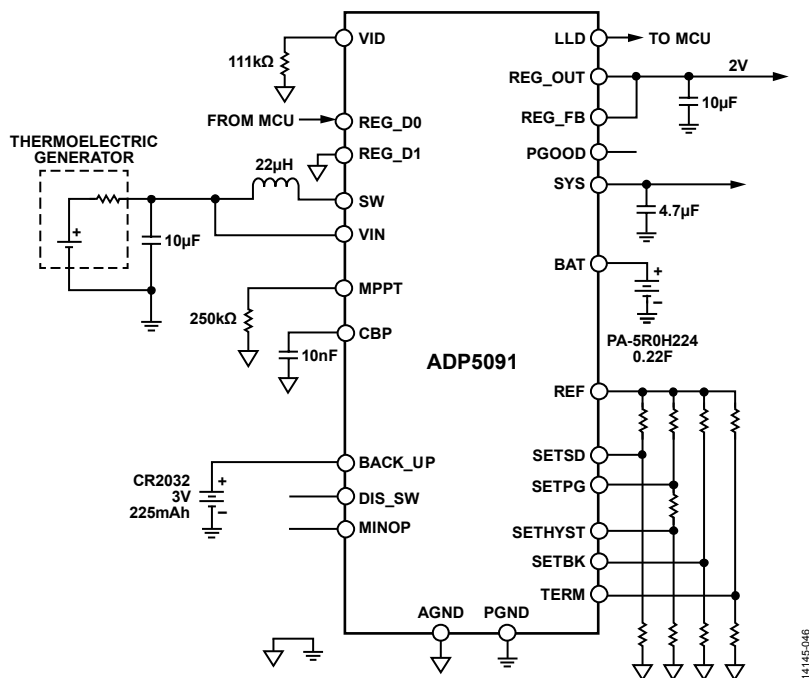 VID
LLD
TO MCU
111kΩ
REG_OUT
2V
10µF
FROM MCU
REG_D0
REG_FB
THERMOELECTRIC
GENERATOR
REG_D1
PGOOD
22µH
SW
SYS
4.7µF
+
10µF
VIN
BAT
+
–
MPPT
250kΩ
PA-5R0H224
0.22F
CBP
10nF
ADP5091
REF
BACK_UP
SETSD
CR2032
3V
225mAh
+
–
DIS_SW
SETPG
MINOP
SETHYST
SETBK
TERM
AGND
PGND
14145-046